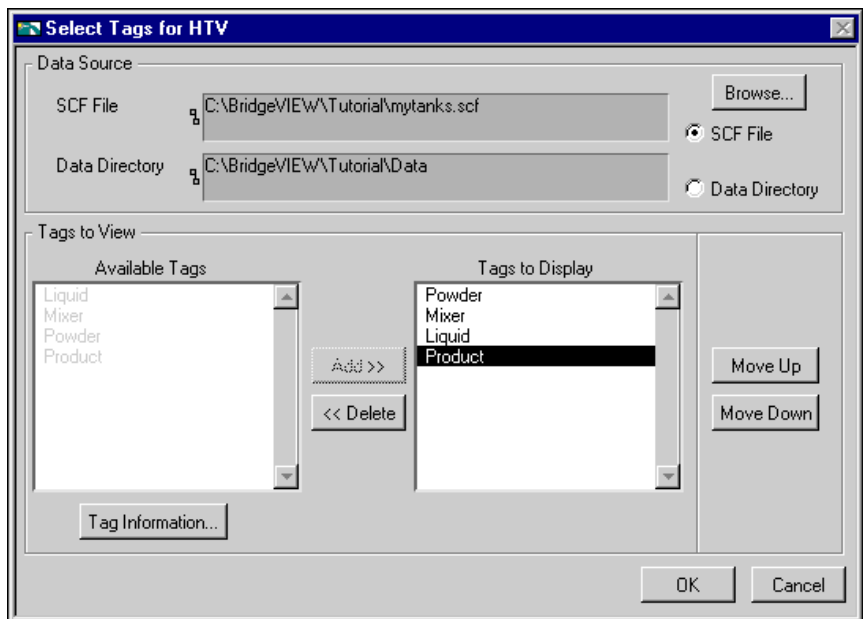 Select Tags for HTV
Data Source
SCF File
C:\BridgeVIEW\Tutorial\mytanks.scf
Browse...
SCF File
Data Directory
C:\BridgeVIEW\Tutorial\Data
Data Directory
Tags to View
Available Tags
Liquid
Mixer
Powder
Product
Add >>
<< Delete
Tags to Display
Powder
Mixer
Liquid
Product
Move Up
Move Down
Tag Information...
OK
Cancel